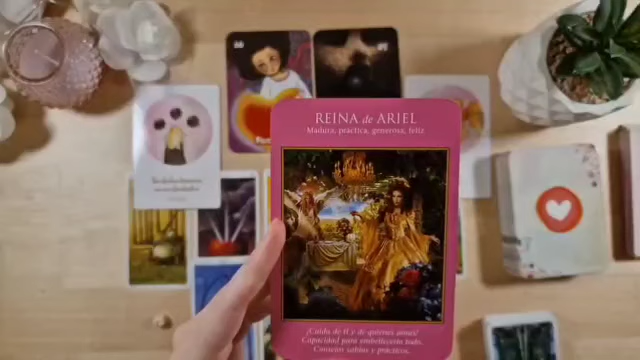 REINA de ARIEL
Madura, práctica, generosa, feliz
¡Cuida de ti y de quienes amas!
Capacidad para embellecerlo todo.
Consejos sabios y prácticos.